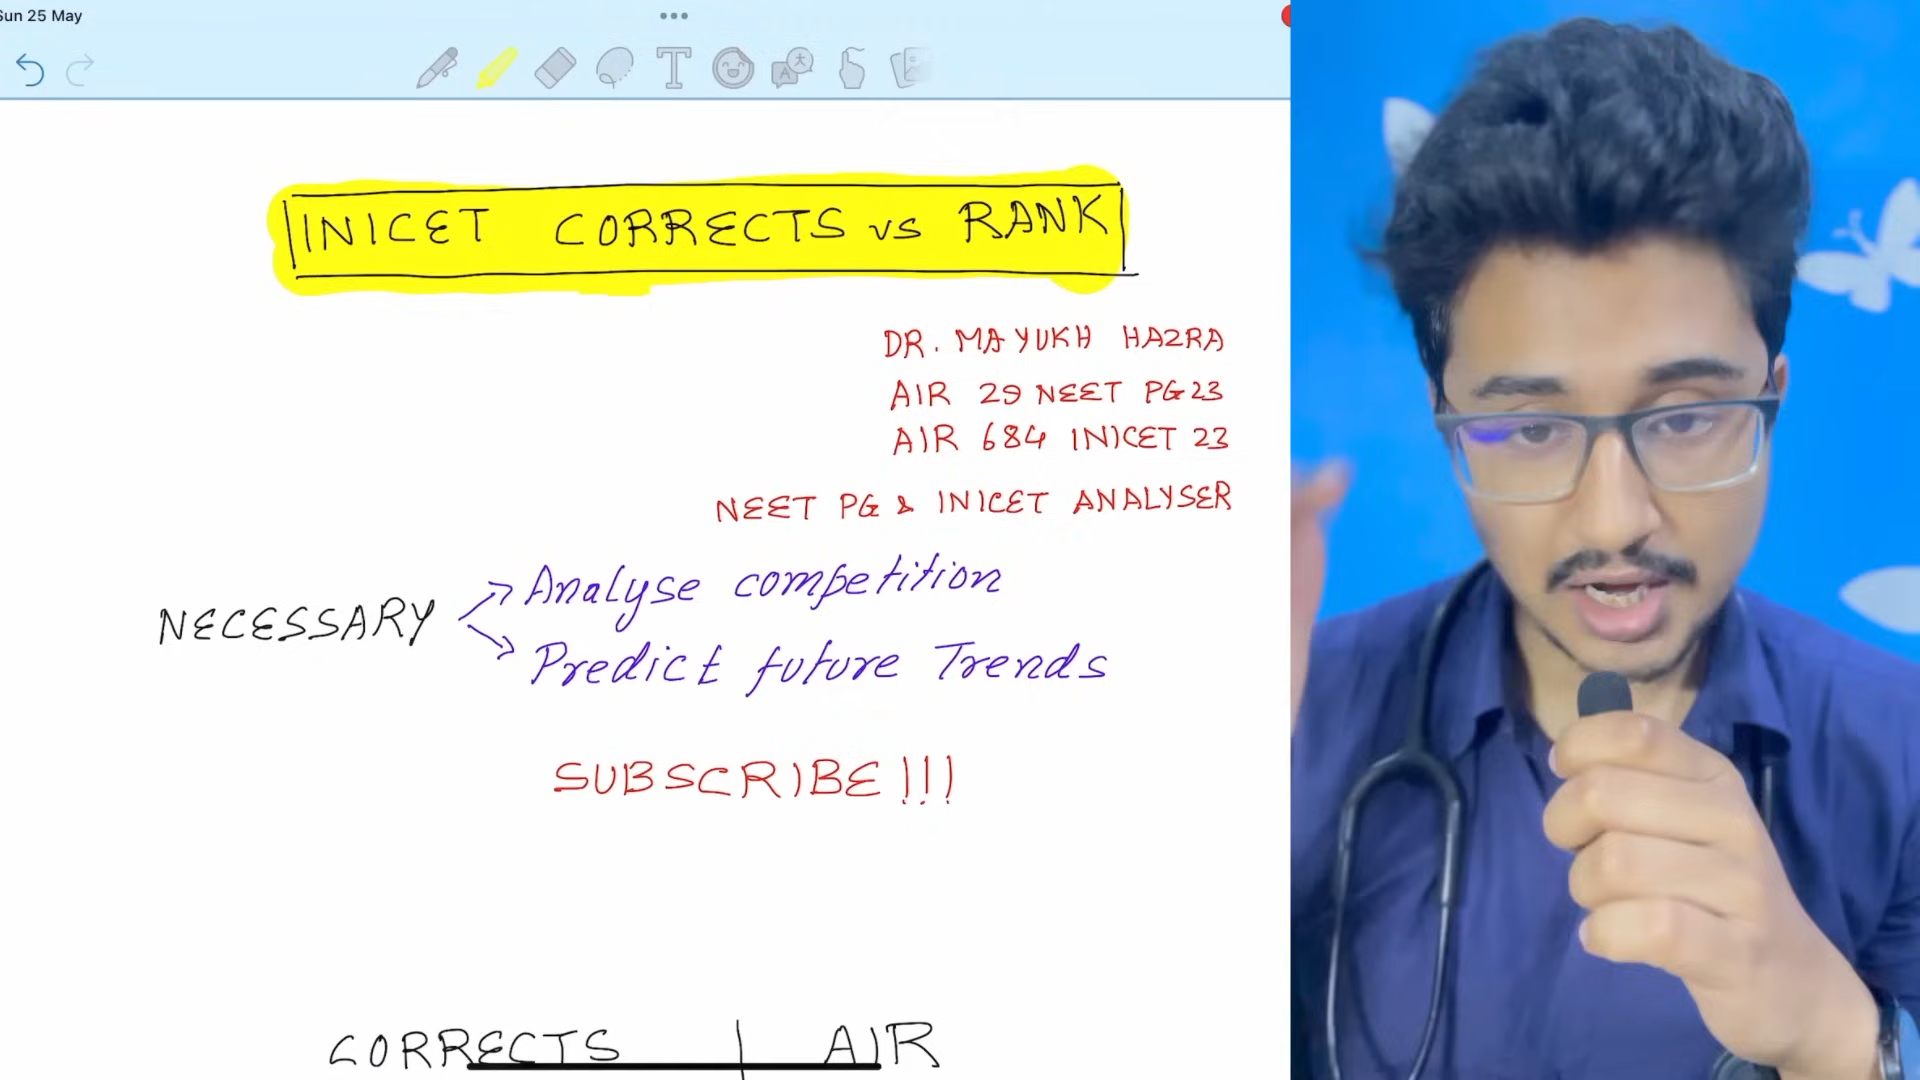 Sun 25 May
INICET CORRECTS vs RANK
DR. MAYUKH HAZRA
AIR 29 NEET PG 23
AIR 684 INICET 23
NEET PG & INICET ANALYSER
NECESSARY
Analyse competition
Predict future Trends
SUBSCRIBE!!!
CORRECTS | AIR